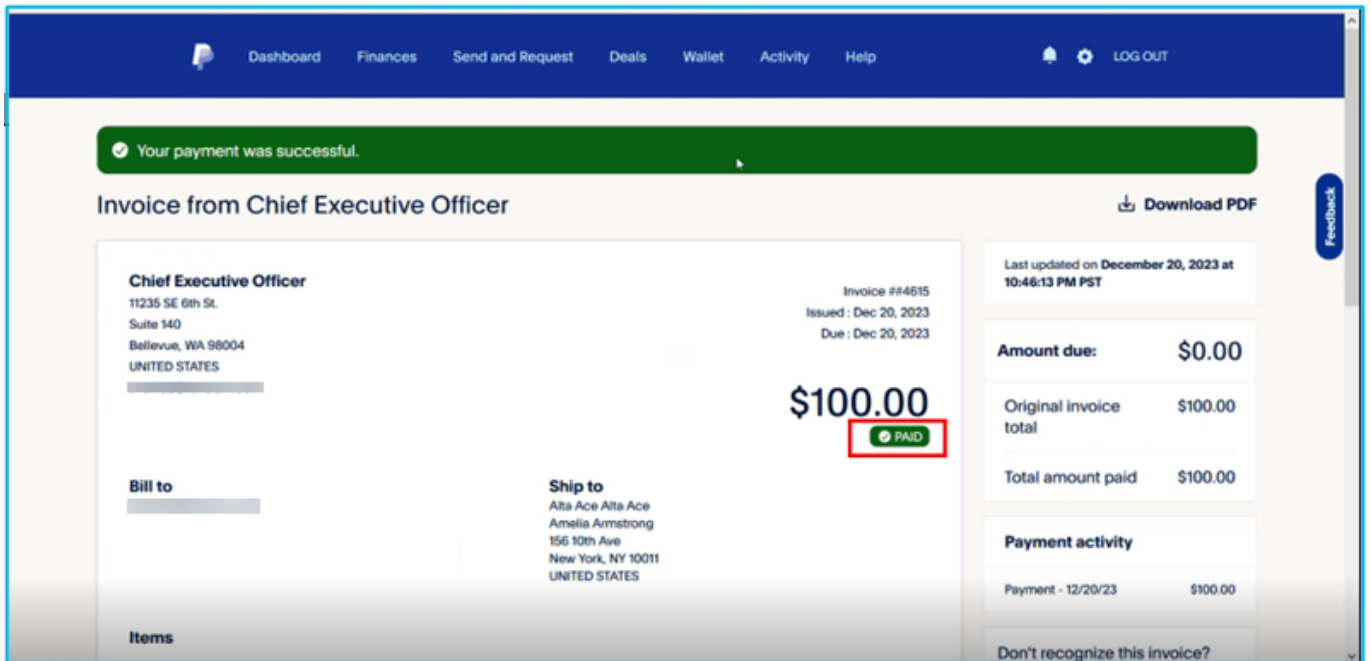 Dashboard Finances Send and Request Deals Wallet Activity Help LOG OUT
Your payment was successful.
Invoice from Chief Executive Officer
Download PDF
Feedback
Chief Executive Officer
11235 SE 6th St.
Suite 140
Bellevue, WA 98004
UNITED STATES
Invoice ##4615
Issued : Dec 20, 2023
Due : Dec 20, 2023
$100.00
PAID
Bill to
Ship to
Alta Ace Alta Ace
Amelia Armstrong
156 10th Ave
New York, NY 10011
UNITED STATES
Items
Last updated on December 20, 2023 at
10:46:13 PM PST
Amount due: $0.00
Original invoice $100.00
total
Total amount paid $100.00
Payment activity
Payment - 12/20/23 $100.00
Don't recognize this invoice?